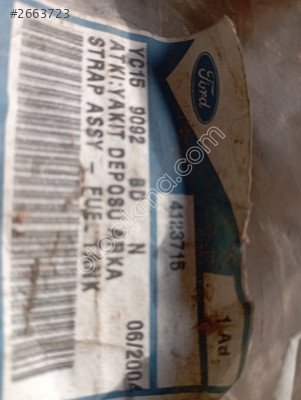 #2663723
Ford
YC15 9092 BD N 06/2004
ATKI:YAKIT DEPOSU ARKA
STRAP ASSY - FUEL TANK
4123715
1 Ad